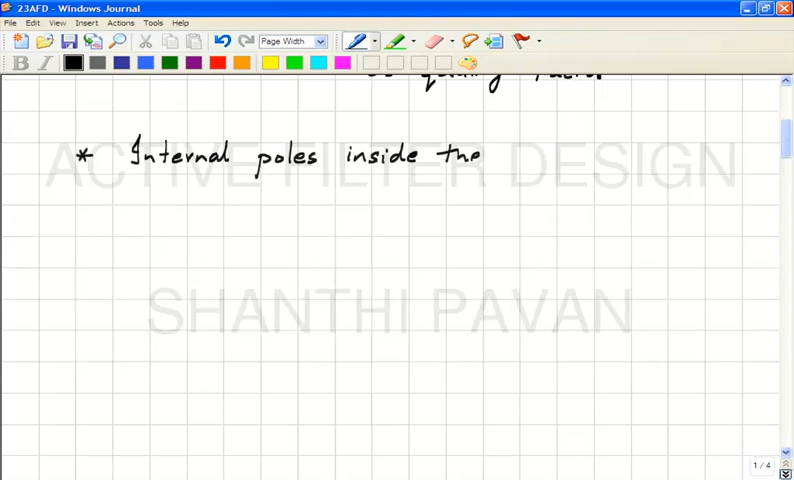 23AFD - Windows Journal
File Edit View Insert Actions Tools Help
Page Width
B I
quality
* Internal poles inside the
ACTIVE FILTER DESIGN
SHANTHI PAVAN
1 / 4